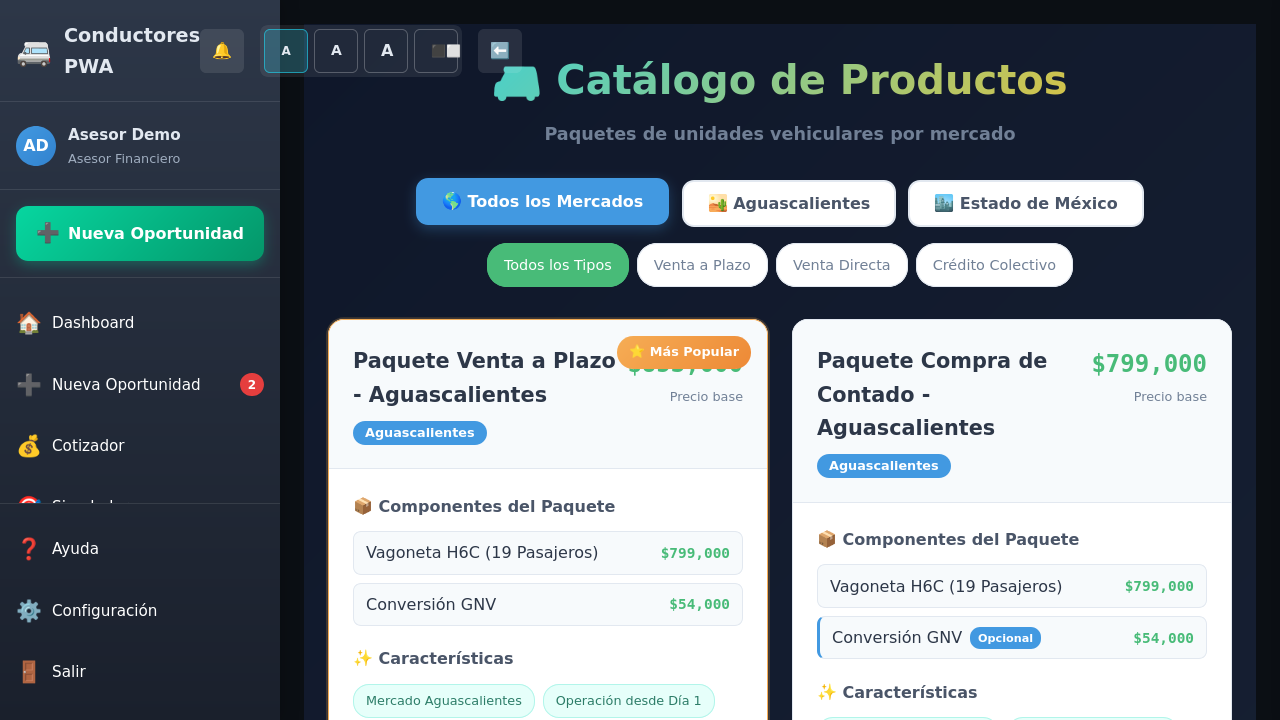 Conductores
PWA
A
A
A
Asesor Demo
AD
Asesor Financiero
Nueva Oportunidad
Dashboard
Nueva Oportunidad
2
Cotizador
Ayuda
Configuración
Salir
Catálogo de Productos
Paquetes de unidades vehiculares por mercado
Todos los Mercados
Aguascalientes
Estado de México
Todos los Tipos
Venta a Plazo
Venta Directa
Crédito Colectivo
Más Popular
Paquete Venta a Plazo
- Aguascalientes
Precio base
Aguascalientes
Componentes del Paquete
Vagoneta H6C (19 Pasajeros)
$799,000
Conversión GNV
$54,000
Características
Mercado Aguascalientes
Operación desde Día 1
Paquete Compra de
Contado -
Aguascalientes
$799,000
Precio base
Aguascalientes
Componentes del Paquete
Vagoneta H6C (19 Pasajeros)
$799,000
Conversión GNV
Opcional
$54,000
Características